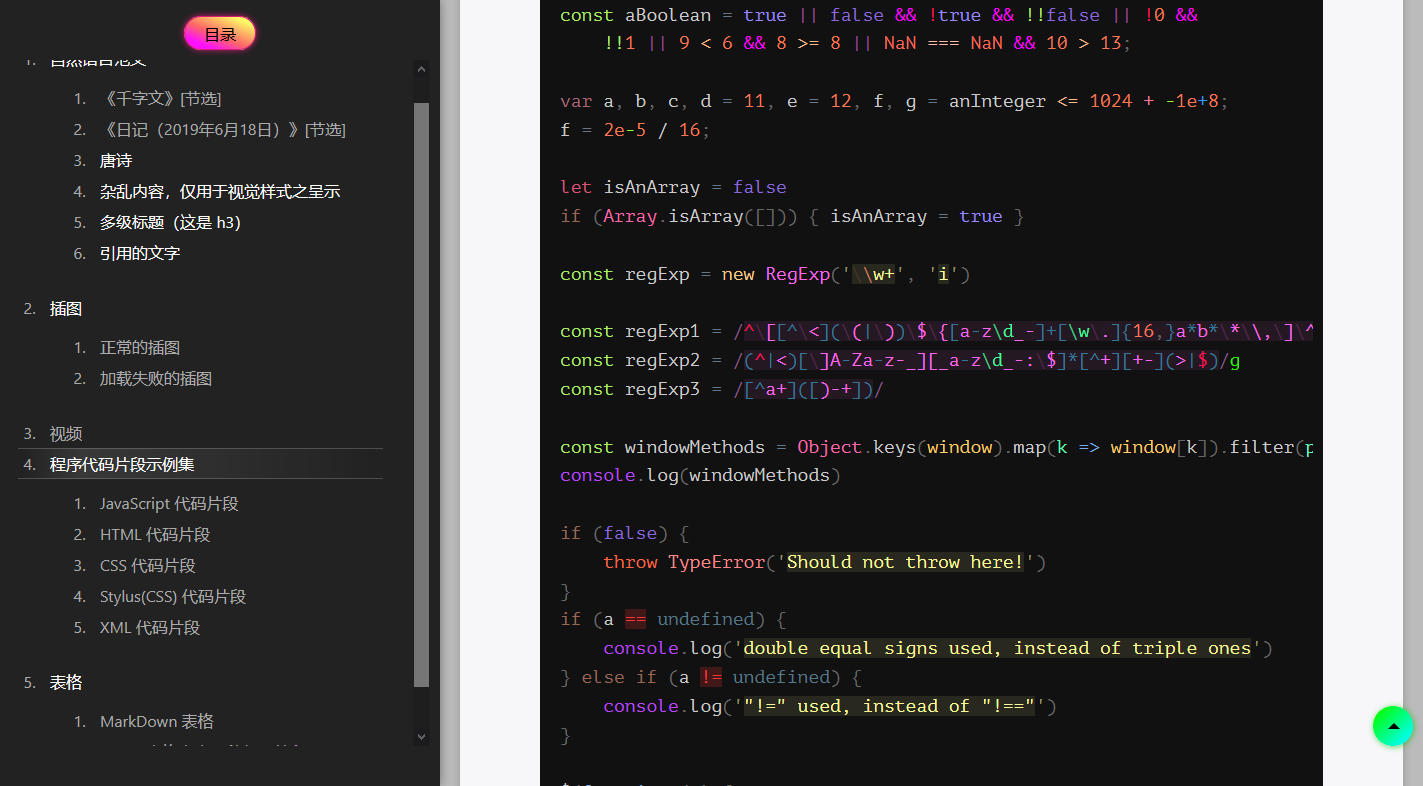 目录
1. 自然语言范文
1. 《千字文》[节选]
2. 《日记（2019年6月18日）》[节选]
3. 唐诗
4. 杂乱内容，仅用于视觉样式之呈示
5. 多级标题（这是 h3）
6. 引用的文字
2. 插图
1. 正常的插图
2. 加载失败的插图
3. 视频
4. 程序代码片段示例集
1. JavaScript 代码片段
2. HTML 代码片段
3. CSS 代码片段
4. Stylus(CSS) 代码片段
5. XML 代码片段
5. 表格
1. MarkDown 表格
const aBoolean = true || false && !true && !!false || !0 &&
    !!1 || 9 < 6 && 8 >= 8 || NaN === NaN && 10 > 13;
var a, b, c, d = 11, e = 12, f, g = anInteger <= 1024 + -1e+8;
f = 2e-5 / 16;
let isAnArray = false
if (Array.isArray([])) { isAnArray = true }
const regExp = new RegExp('\\w+', 'i')
const regExp1 = /^\[[^\<](\(|\))\$\{[a-z\d_-]+[\w\.]{16,}a*b*\*\\,\]\^
const regExp2 = /(^|<)[\]A-Za-z-_][_a-z\d_-:\$]*[^+][+-](>|$)/g
const regExp3 = /[^a+]([)-+])/
const windowMethods = Object.keys(window).map(k => window[k]).filter(p
console.log(windowMethods)
if (false) {
    throw TypeError('Should not throw here!')
}
if (a == undefined) {
    console.log('double equal signs used, instead of triple ones')
} else if (a != undefined) {
    console.log('"!=" used, instead of "!=="')
}